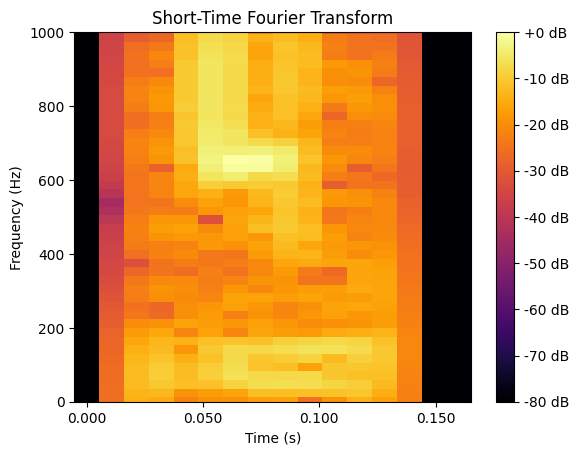 Short-Time Fourier Transform
1000
800
600
400
200
0
Frequency (Hz)
0.000
0.050
0.100
0.150
Time (s)
+0 dB
-10 dB
-20 dB
-30 dB
-40 dB
-50 dB
-60 dB
-70 dB
-80 dB